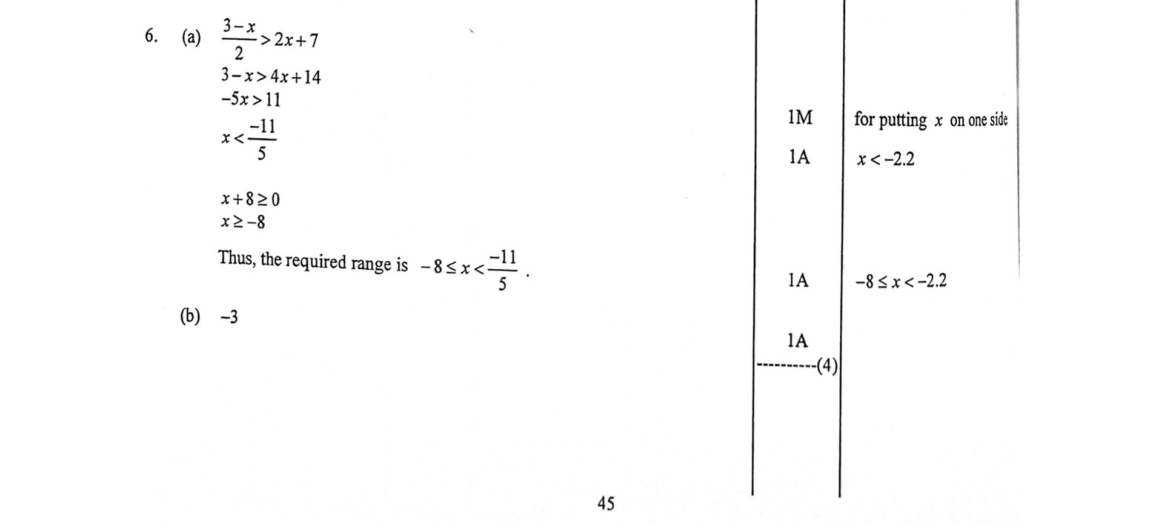 6. (a) (3−x)/2 > 2x+7
3−x > 4x+14
−5x > 11
1M for putting x on one side
x < −11/5
1A x < −2.2
x+8 ≥ 0
x ≥ −8
Thus, the required range is −8 ≤ x < −11/5 .
1A −8 ≤ x < −2.2
(b) −3
1A
----------(4)
45